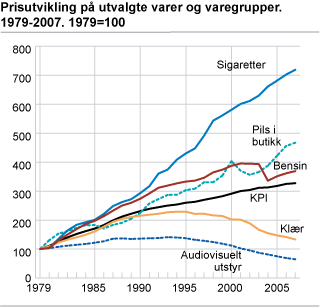 Prisutvikling på utvalgte varer og varegrupper.
1979-2007. 1979=100
800
700
600
500
400
300
200
100
0
Sigaretter
Pils i
butikk
Bensin
KPI
Klær
Audiovisuelt
utstyr
1979
1985
1990
1995
2000
2005